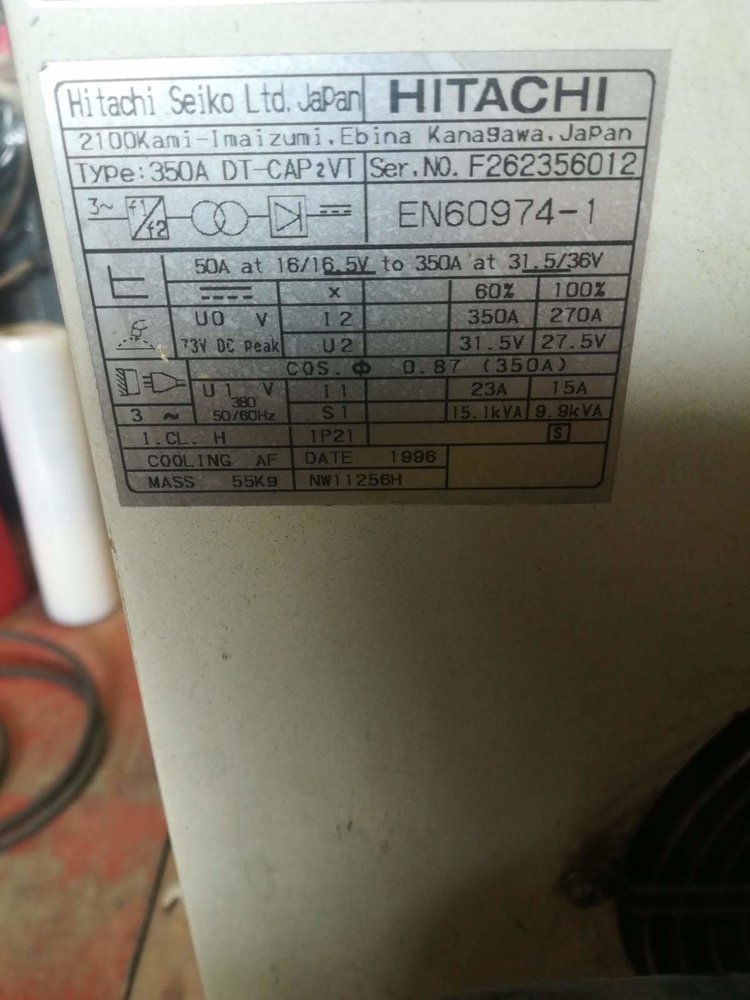 Hitachi Seiko Ltd. Japan HITACHI
2100Kami-Imaizumi, Ebina Kanagawa, Japan
Type: 350A DT-CAP2VT Ser. NO. F262356012
3~ f1/f2 EN60974-1
50A at 16/16.5V to 350A at 31.5/36V
X 60% 100%
U0 V I2 350A 270A
73V DC Peak U2 31.5V 27.5V
COS. Φ 0.87 (350A)
U1 V I1 23A 15A
380
3 ~ 50/60Hz S1 15.1kVA 9.9kVA
I.CL. H IP21 S
COOLING AF DATE 1996
MASS 55Kg NW11256H